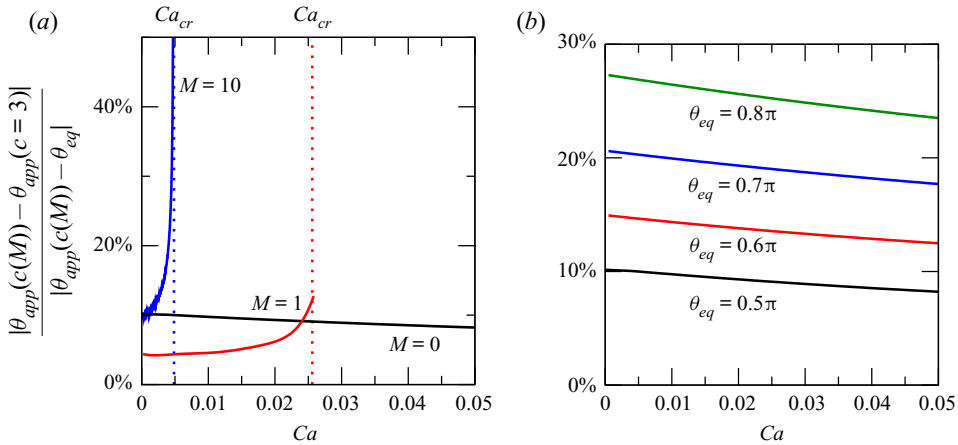 (a)
Ca_cr
Ca_cr
|θ_app(c(M)) – θ_app(c = 3)|
|θ_app(c(M)) – θ_eq|
40%
20%
0%
M = 10
M = 1
M = 0
0 0.01 0.02 0.03 0.04 0.05
Ca
(b)
30%
20%
10%
0%
θ_eq = 0.8π
θ_eq = 0.7π
θ_eq = 0.6π
θ_eq = 0.5π
0 0.01 0.02 0.03 0.04 0.05
Ca